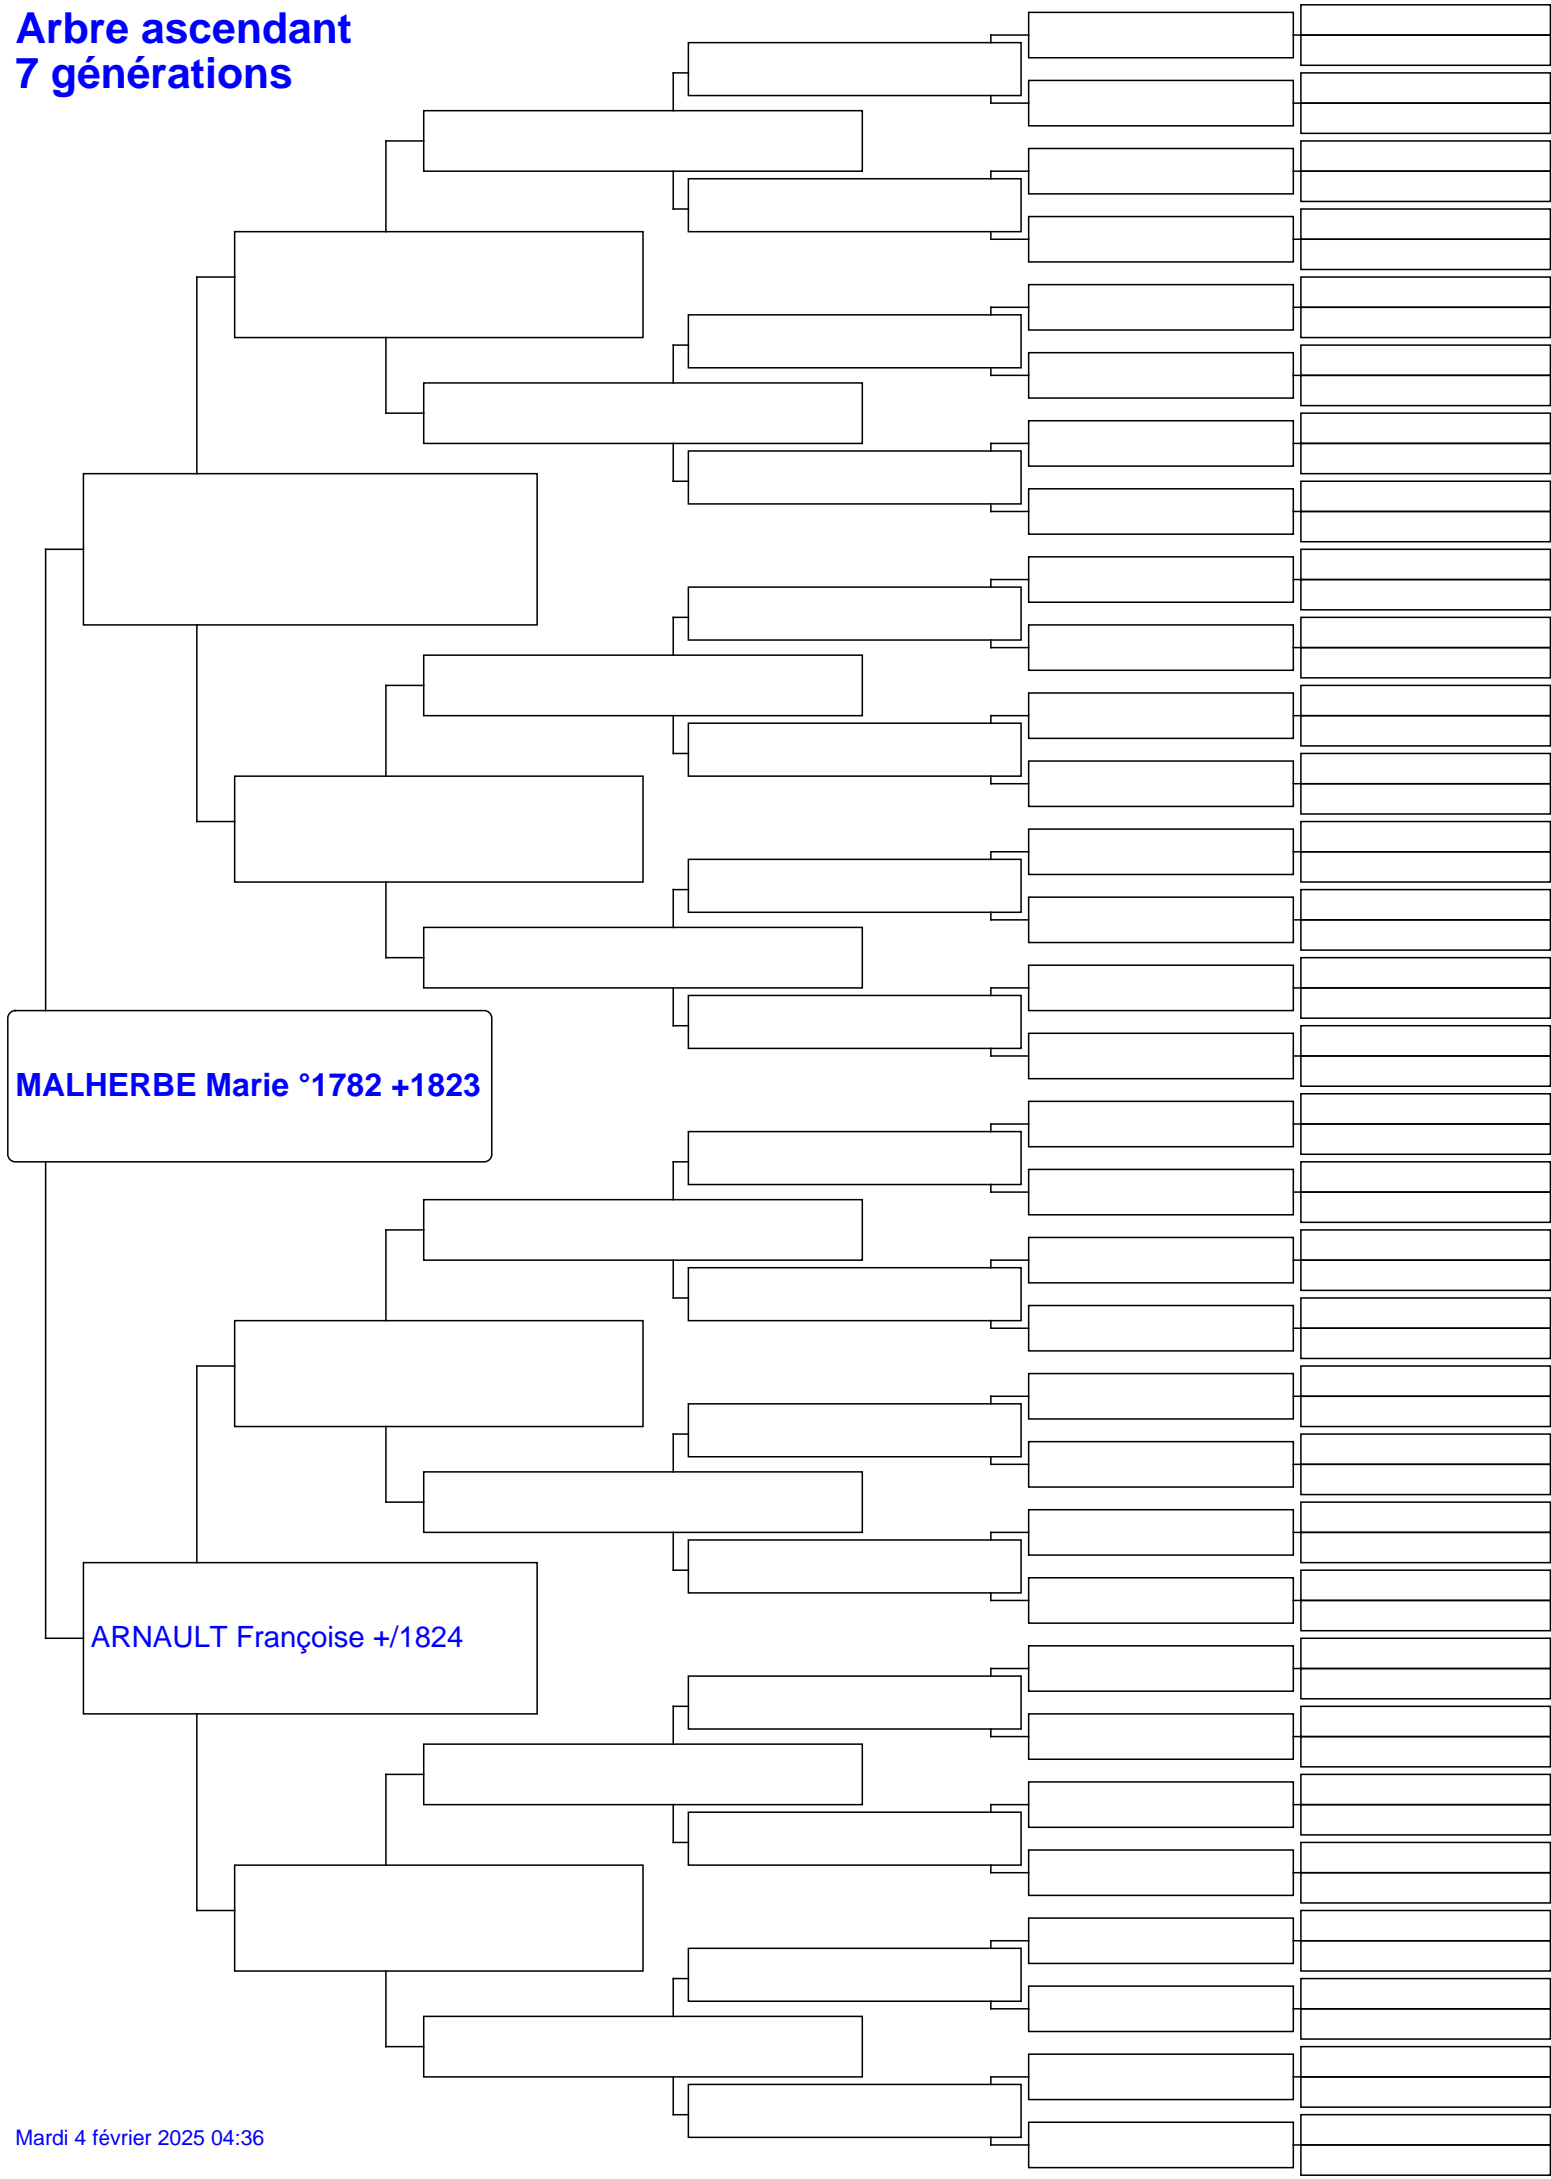 Arbre ascendant
7 générations
MALHERBE Marie °1782 +1823
ARNAULT Françoise +/1824
Mardi 4 février 2025 04:36